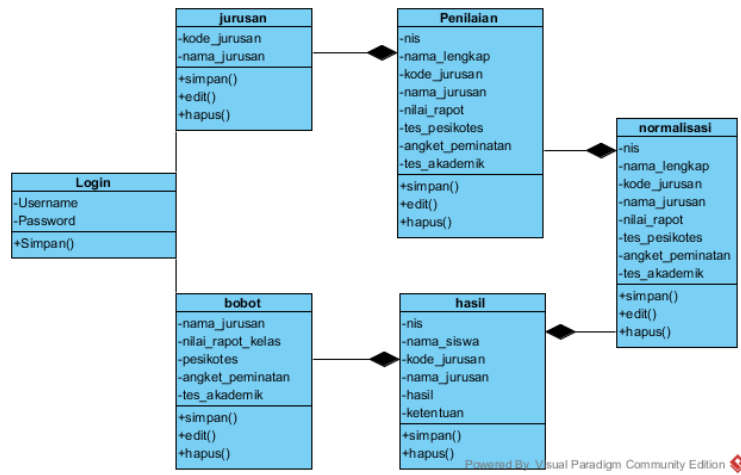 jurusan
-kode_jurusan
-nama_jurusan
+simpan()
+edit()
+hapus()
Penilaian
-nis
-nama_lengkap
-kode_jurusan
-nama_jurusan
-nilai_rapot
-tes_pesikotes
-angket_peminatan
-tes_akademik
+simpan()
+edit()
+hapus()
normalisasi
-nis
-nama_lengkap
-kode_jurusan
-nama_jurusan
-nilai_rapot
-tes_pesikotes
-angket_peminatan
-tes_akademik
+simpan()
+edit()
+hapus()
Login
-Username
-Password
+Simpan()
bobot
-nama_jurusan
-nilai_rapot_kelas
-pesikotes
-angket_peminatan
-tes_akademik
+simpan()
+edit()
+hapus()
hasil
-nis
-nama_siswa
-kode_jurusan
-nama_jurusan
-hasil
-ketentuan
+simpan()
+hapus()
Powered By Visual Paradigm Community Edition